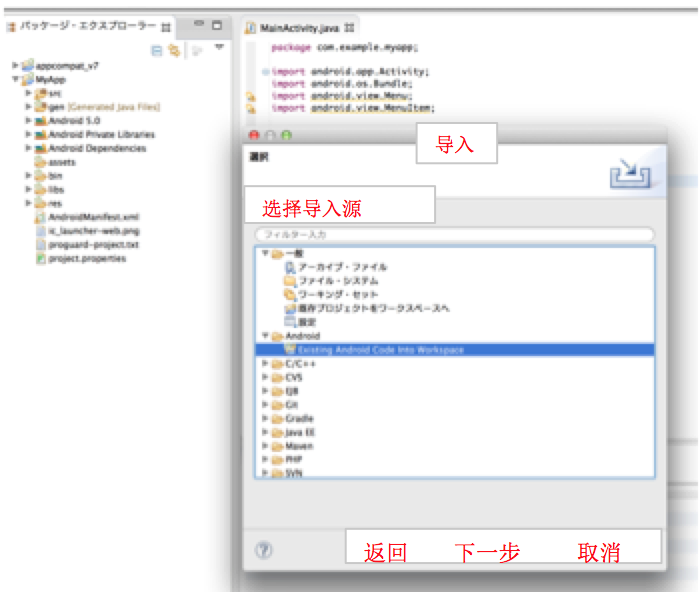 パッケージ・エクスプローラー
appcompat_v7
MyApp
src
gen [Generated Java Files]
Android 5.0
Android Private Libraries
Android Dependencies
assets
bin
libs
res
AndroidManifest.xml
ic_launcher-web.png
proguard-project.txt
project.properties
MainActivity.java
package com.example.myapp;
import android.app.Activity;
import android.os.Bundle;
import android.view.Menu;
import android.view.MenuItem;
导入
選択
选择导入源
フィルター入力
一般
アーカイブ・ファイル
ファイル・システム
ワーキング・セット
既存プロジェクトをワークスペースへ
設定
Android
Existing Android Code Into Workspace
C/C++
CVS
EJB
Git
Gradle
Java EE
Maven
PHP
SVN
返回 下一步 取消